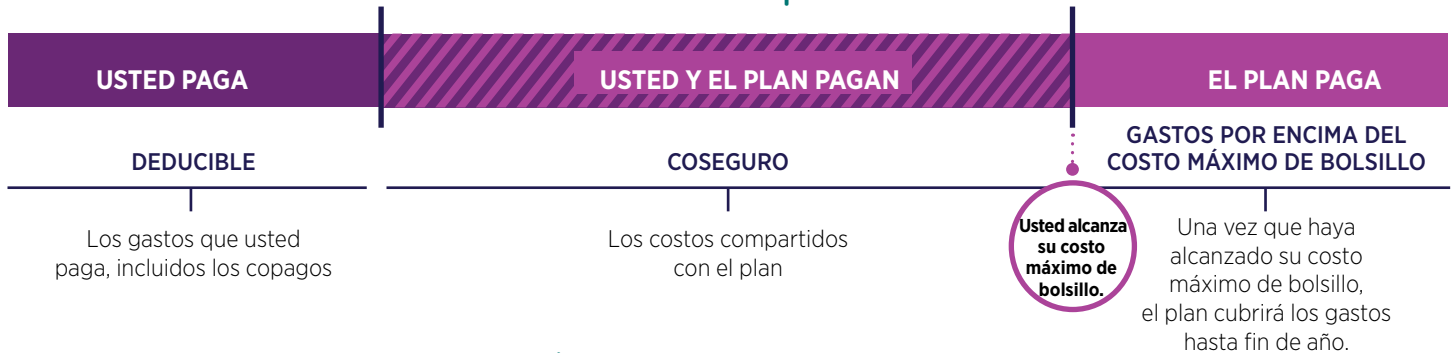 USTED PAGA
USTED Y EL PLAN PAGAN
EL PLAN PAGA
DEDUCIBLE
COSEGURO
GASTOS POR ENCIMA DEL
COSTO MÁXIMO DE BOLSILLO
Los gastos que usted
paga, incluidos los copagos
Los costos compartidos
con el plan
Usted alcanza
su costo
máximo de
bolsillo.
Una vez que haya
alcanzado su costo
máximo de bolsillo,
el plan cubrirá los gastos
hasta fin de año.